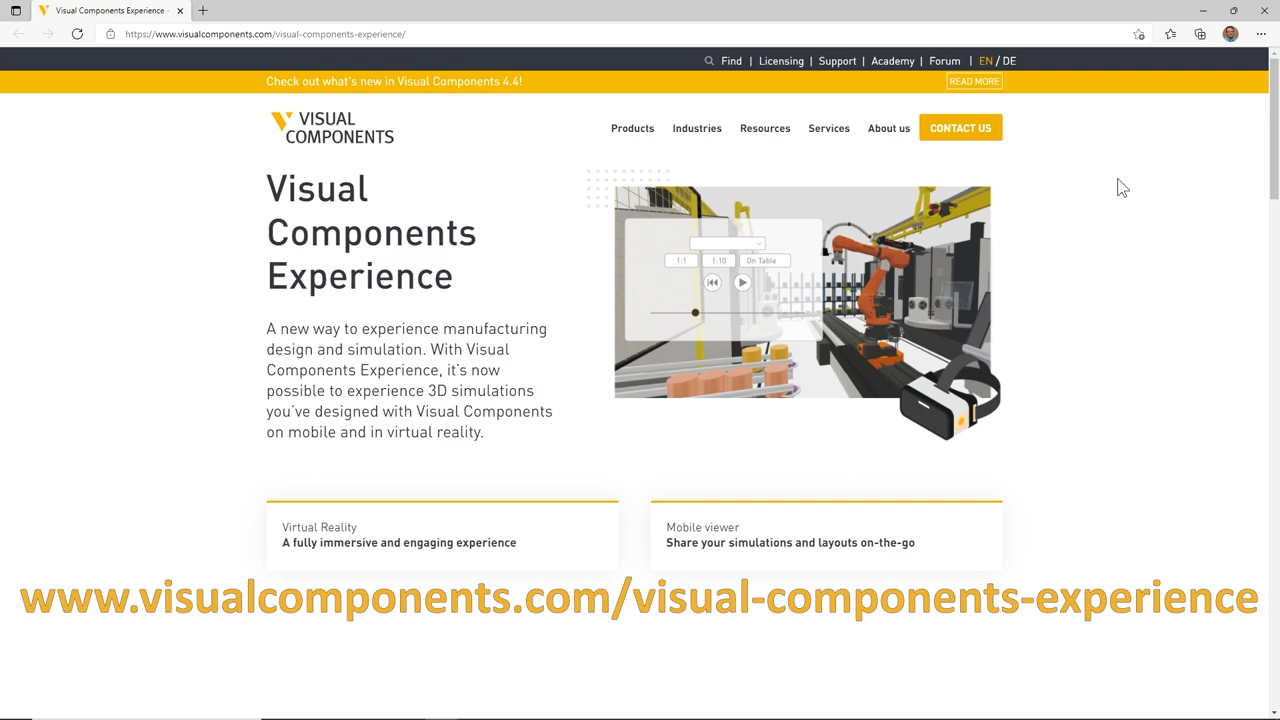 Visual Components Experience -
https://www.visualcomponents.com/visual-components-experience/
Find | Licensing | Support | Academy | Forum | EN / DE
Check out what's new in Visual Components 4.4!
READ MORE
VISUAL
COMPONENTS
Products
Industries
Resources
Services
About us
CONTACT US
Visual
Components
Experience
A new way to experience manufacturing
design and simulation. With Visual
Components Experience, it's now
possible to experience 3D simulations
you've designed with Visual Components
on mobile and in virtual reality.
1:1
1:10
On Table
Virtual Reality
A fully immersive and engaging experience
Mobile viewer
Share your simulations and layouts on-the-go
www.visualcomponents.com/visual-components-experience